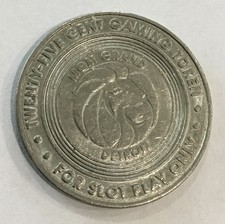 TWENTY-FIVE CENT GAMING TOKEN
MGM GRAND
DETROIT
FOR SLOT PLAY ONLY